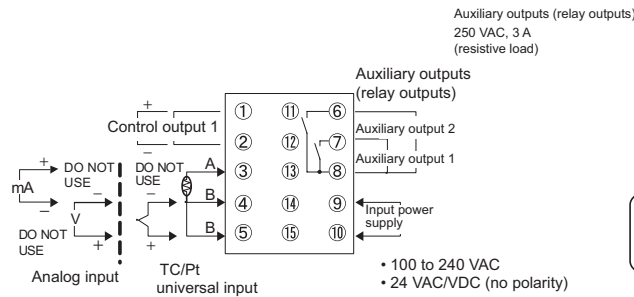 Auxiliary outputs (relay outputs)
250 VAC, 3 A
(resistive load)
Auxiliary outputs
(relay outputs)
+
Control output 1
−
① ⑪ ⑥
② ⑫ ⑦
③ ⑬ ⑧
④ ⑭ ⑨
⑤ ⑮ ⑩
Auxiliary output 2
Auxiliary output 1
Input power
supply
+ DO NOT
USE
mA
−
−
V
+
DO NOT
USE
DO NOT
USE
−
+
A
B
B
Analog input
TC/Pt
universal input
• 100 to 240 VAC
• 24 VAC/VDC (no polarity)